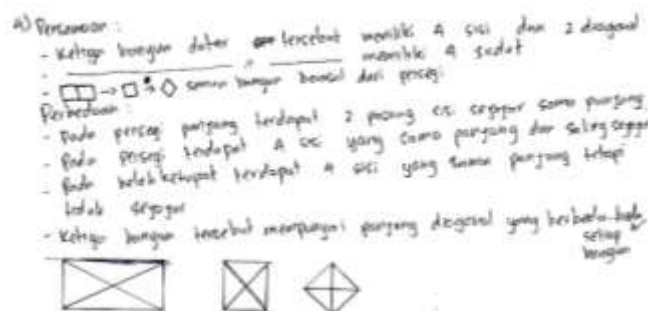 4) Persamaan :
- Ketiga bangun datar tersebut memiliki 4 sisi dan 2 diagonal
- " memiliki 4 sudut
- → → semua bangun berasal dari persegi
Perbedaan :
- Pada persegi panjang terdapat 2 pasang sisi sejajar sama panjang
- Pada persegi terdapat 4 sisi yang sama panjang dan saling sejajar
- Pada belah ketupat terdapat 4 sisi yang sama panjang tetapi
tidak sejajar
- Ketiga bangun tersebut mempunyai panjang diagonal yang berbeda
setiap
bangun